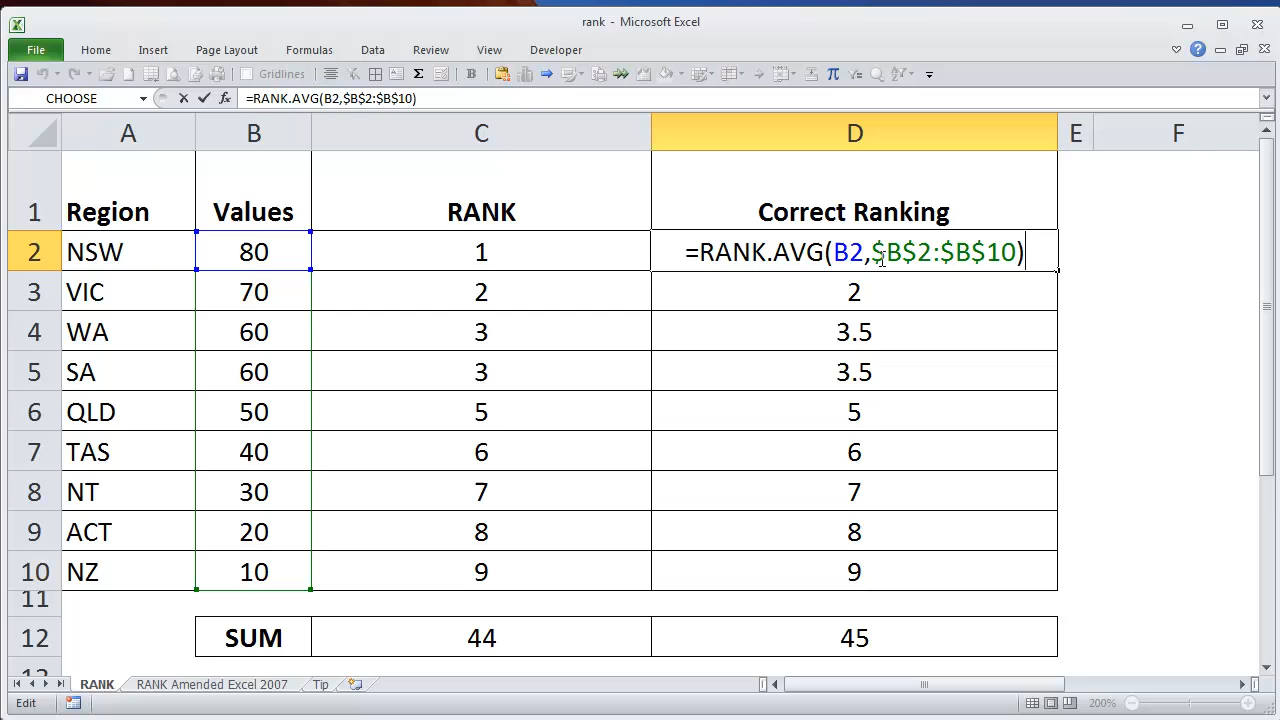 rank - Microsoft Excel
File Home Insert Page Layout Formulas Data Review View Developer
Gridlines
CHOOSE fx =RANK.AVG(B2,$B$2:$B$10)
A B C D E F
1 Region Values RANK Correct Ranking
2 NSW 80 1 =RANK.AVG(B2,$B$2:$B$10)
3 VIC 70 2 2
4 WA 60 3 3.5
5 SA 60 3 3.5
6 QLD 50 5 5
7 TAS 40 6 6
8 NT 30 7 7
9 ACT 20 8 8
10 NZ 10 9 9
11
12 SUM 44 45
13
RANK RANK Amended Excel 2007 Tip
Edit 200%